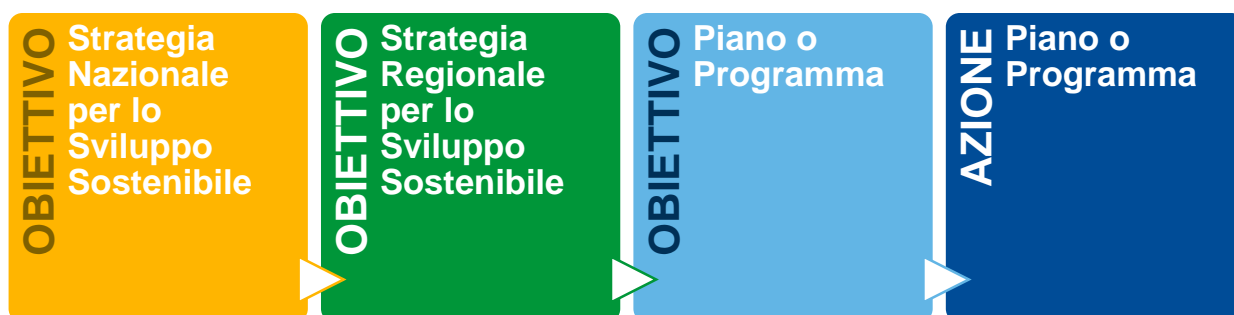 OBIETTIVO
Strategia
Nazionale
per lo
Sviluppo
Sostenibile
OBIETTIVO
Strategia
Regionale
per lo
Sviluppo
Sostenibile
OBIETTIVO
Piano o
Programma
AZIONE
Piano o
Programma